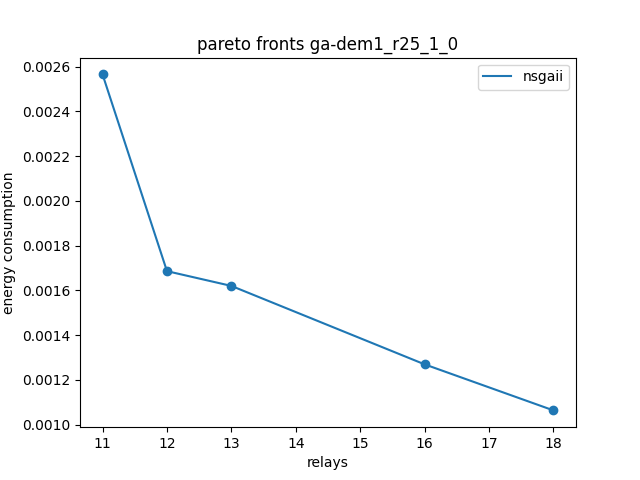 pareto fronts ga-dem1_r25_1_0
nsgaii
0.0026
0.0024
0.0022
0.0020
0.0018
0.0016
0.0014
0.0012
0.0010
energy consumption
11 12 13 14 15 16 17 18
relays